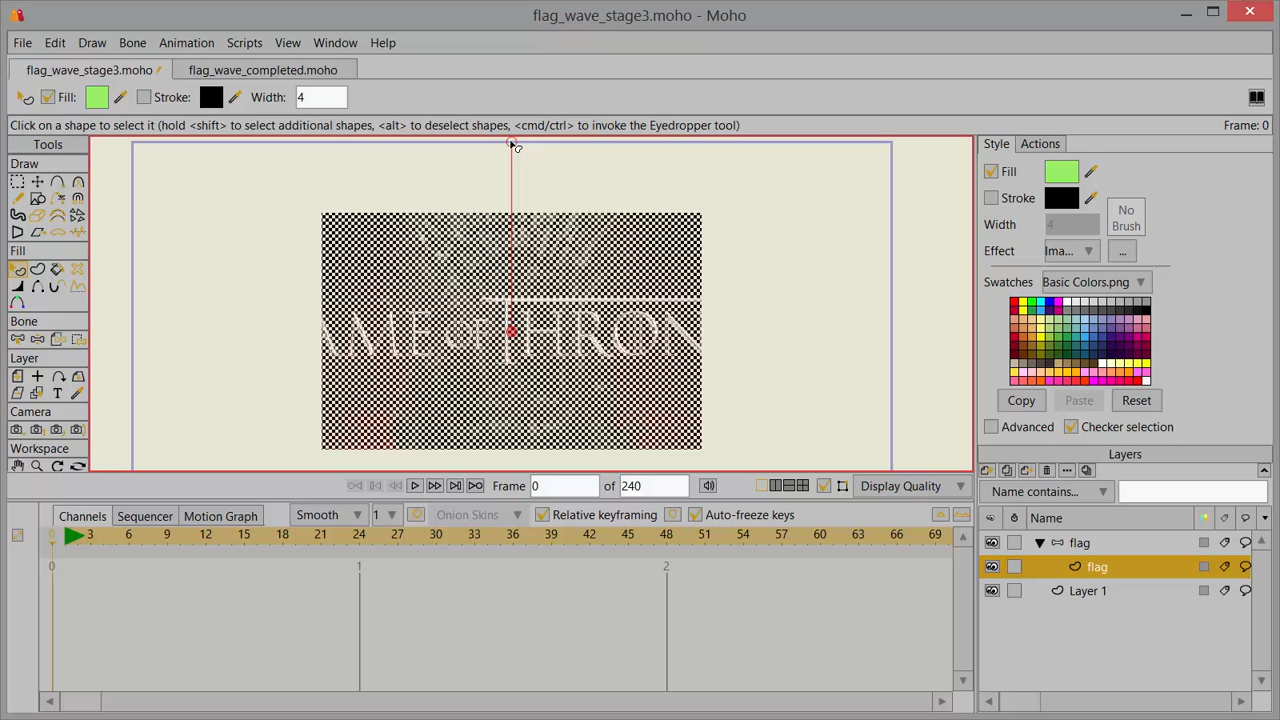 flag_wave_stage3.moho - Moho
File Edit Draw Bone Animation Scripts View Window Help
flag_wave_stage3.moho flag_wave_completed.moho
Fill: Stroke: Width: 4
Click on a shape to select it (hold <shift> to select additional shapes, <alt> to deselect shapes, <cmd/ctrl> to invoke the Eyedropper tool) Frame: 0
Tools
Draw
Fill
Bone
Layer
Camera
Workspace
Style Actions
Fill
Stroke
Width 4 No Brush
Effect Ima... ...
Swatches Basic Colors.png
Copy Paste Reset
Advanced Checker selection
Layers
Name contains...
Name
flag
flag
Layer 1
Frame 0 of 240 Display Quality
Channels Sequencer Motion Graph Smooth 1 Onion Skins Relative keyframing Auto-freeze keys
0 3 6 9 12 15 18 21 24 27 30 33 36 39 42 45 48 51 54 57 60 63 66 69
0 1 2